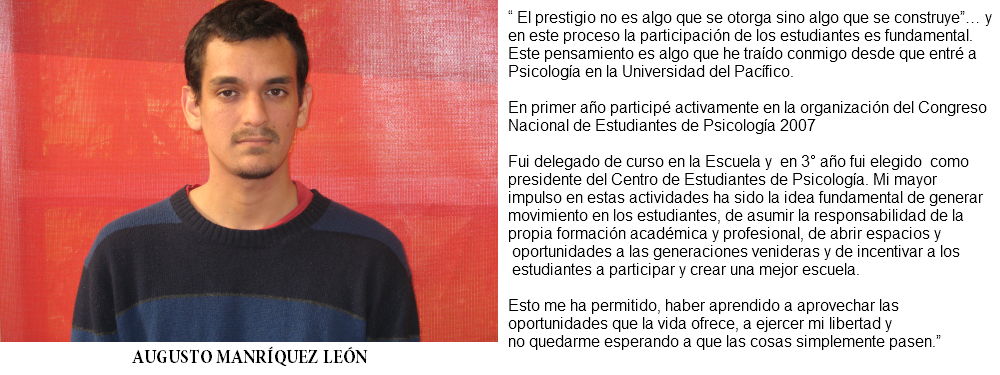 “ El prestigio no es algo que se otorga sino algo que se construye”… y
en este proceso la participación de los estudiantes es fundamental.
Este pensamiento es algo que he traído conmigo desde que entré a
Psicología en la Universidad del Pacífico.
En primer año participé activamente en la organización del Congreso
Nacional de Estudiantes de Psicología 2007
Fui delegado de curso en la Escuela y  en 3° año fui elegido  como
presidente del Centro de Estudiantes de Psicología. Mi mayor
impulso en estas actividades ha sido la idea fundamental de generar
movimiento en los estudiantes, de asumir la responsabilidad de la
propia formación académica y profesional, de abrir espacios y
oportunidades a las generaciones venideras y de incentivar a los
estudiantes a participar y crear una mejor escuela.
Esto me ha permitido, haber aprendido a aprovechar las
oportunidades que la vida ofrece, a ejercer mi libertad y
no quedarme esperando a que las cosas simplemente pasen.”
AUGUSTO MANRÍQUEZ LEÓN